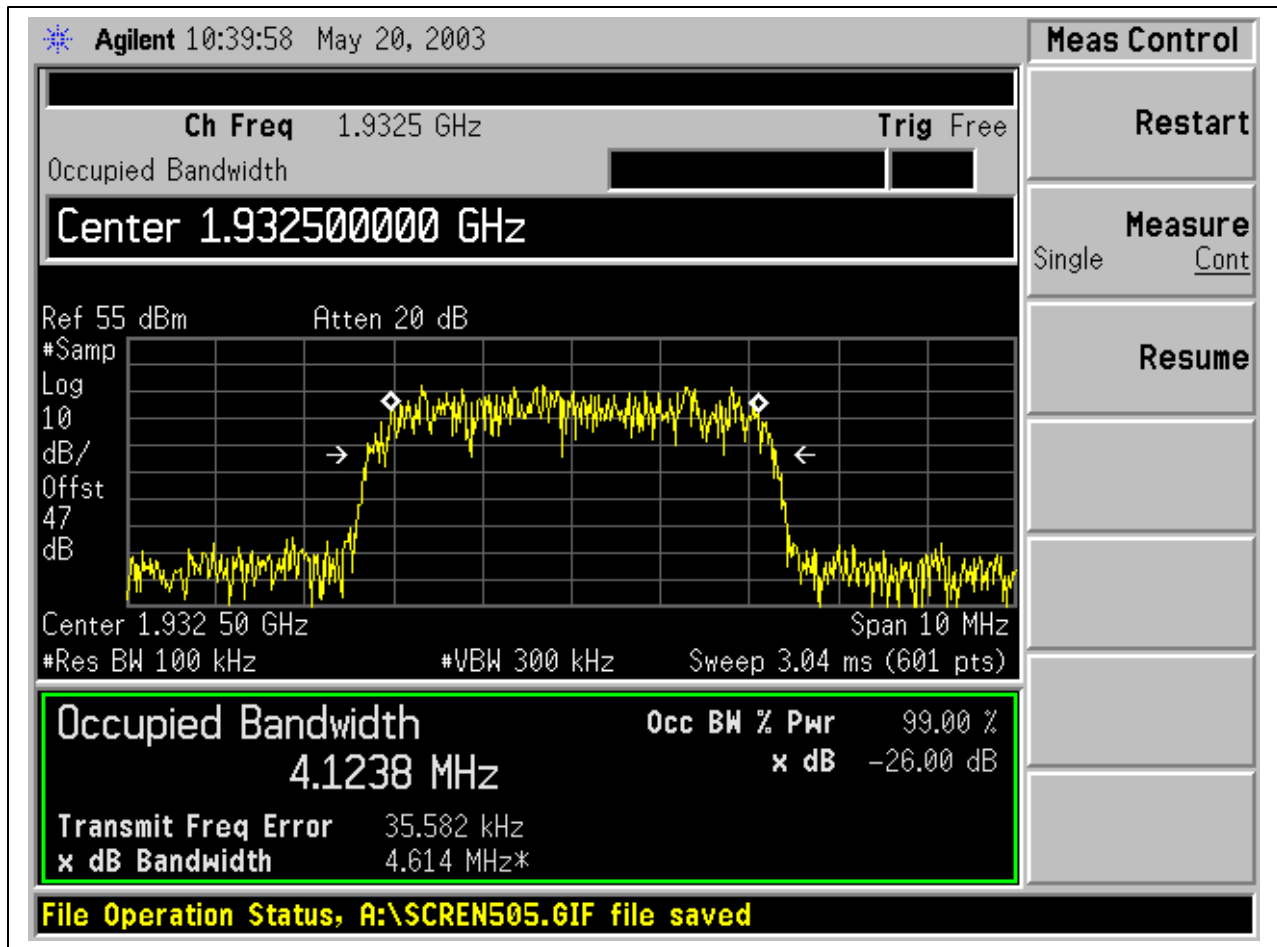 Agilent 10:39:58 May 20, 2003
Meas Control
Ch Freq 1.9325 GHz Trig Free
Occupied Bandwidth
Center 1.932500000 GHz
Restart
Measure
Single Cont
Resume
Ref 55 dBm Atten 20 dB
#Samp
Log
10
dB/
Offst
47
dB
Center 1.932 50 GHz Span 10 MHz
#Res BW 100 kHz #VBW 300 kHz Sweep 3.04 ms (601 pts)
Occupied Bandwidth Occ BW % Pwr 99.00 %
4.1238 MHz x dB -26.00 dB
Transmit Freq Error 35.582 kHz
x dB Bandwidth 4.614 MHz*
File Operation Status, A:\SCREN505.GIF file saved